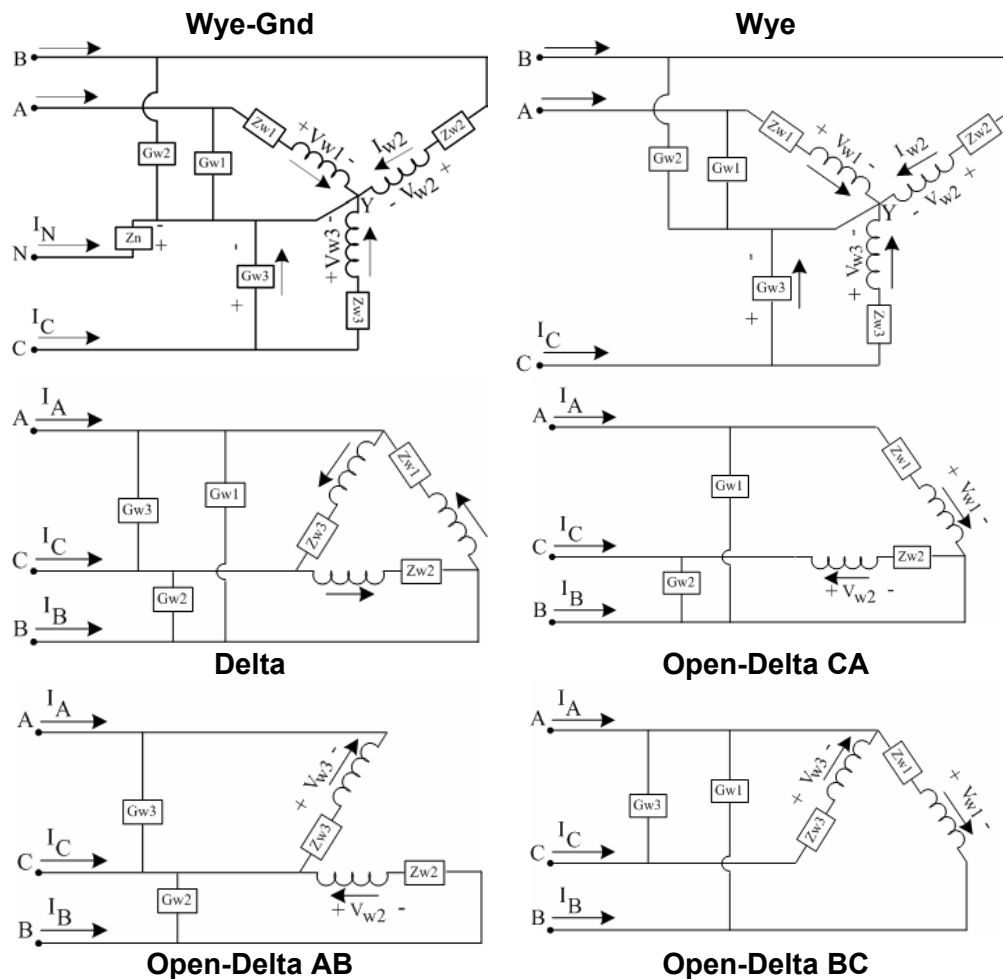 Wye-Gnd
B
A
Zw1
+Vw1-
Iw2
Zw2
- Vw2 +
Gw2
Gw1
Y
IN
Zn
-
+
N
-
Gw3
+
+Vw3-
Zw3
IC
C
Wye
B
A
Zw1
+ Vw1 -
Iw2
Zw2
- Vw2 +
Gw2
Gw1
Y
-
Gw3
+
+ Vw3 -
Zw3
IC
C
IA
A
Gw3
Gw1
Zw1
Zw3
IC
C
Zw2
Gw2
IB
B
Delta
IA
A
Gw1
Zw1
+ Vw1 -
IC
C
Zw2
+ Vw2 -
Gw2
IB
B
Open-Delta CA
IA
A
Gw3
+ Vw3 -
Zw3
IC
C
Zw2
+ Vw2 -
Gw2
IB
B
Open-Delta AB
IA
A
Gw3
Gw1
+ Vw3 -
Zw3
Zw1
+ Vw1 -
IC
C
IB
B
Open-Delta BC